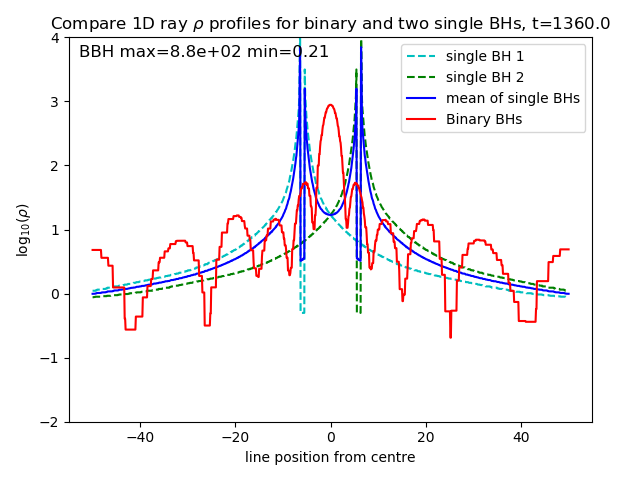 Compare 1D ray ρ profiles for binary and two single BHs, t=1360.0
BBH max=8.8e+02 min=0.21
single BH 1
single BH 2
mean of single BHs
Binary BHs
4
3
2
1
0
−1
−2
log10(ρ)
−40
−20
0
20
40
line position from centre